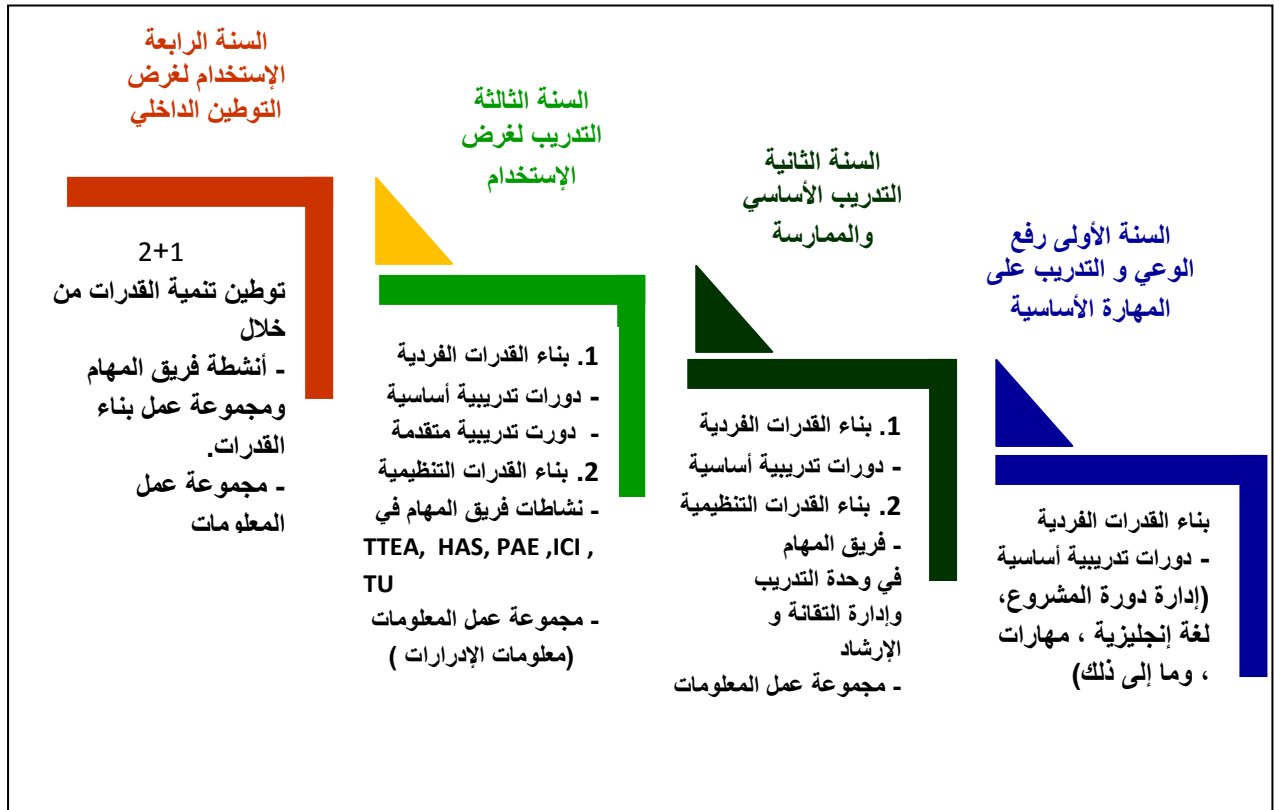 السنة الأولى رفع
الوعي و التدريب على
المهارة الأساسية
بناء القدرات الفردية
- دورات تدريبية أساسية
(إدارة دورة المشروع،
لغة إنجليزية ، مهارات
، وما إلى ذلك)
السنة الثانية
التدريب الأساسي
والممارسة
1. بناء القدرات الفردية
- دورات تدريبية أساسية
2. بناء القدرات التنظيمية
- فريق المهام
في وحدة التدريب
وإدارة التقانة و
الإرشاد
- مجموعة عمل المعلومات
السنة الثالثة
التدريب لغرض
الإستخدام
1. بناء القدرات الفردية
- دورات تدريبية أساسية
- دورت تدريبية متقدمة
2. بناء القدرات التنظيمية
- نشاطات فريق المهام في
TTEA, HAS, PAE ,ICI ,
TU
- مجموعة عمل المعلومات
(معلومات الإدرارات )
السنة الرابعة
الإستخدام لغرض
التوطين الداخلي
2+1
توطين تنمية القدرات من
خلال
- أنشطة فريق المهام
ومجموعة عمل بناء
القدرات.
- مجموعة عمل
المعلومات